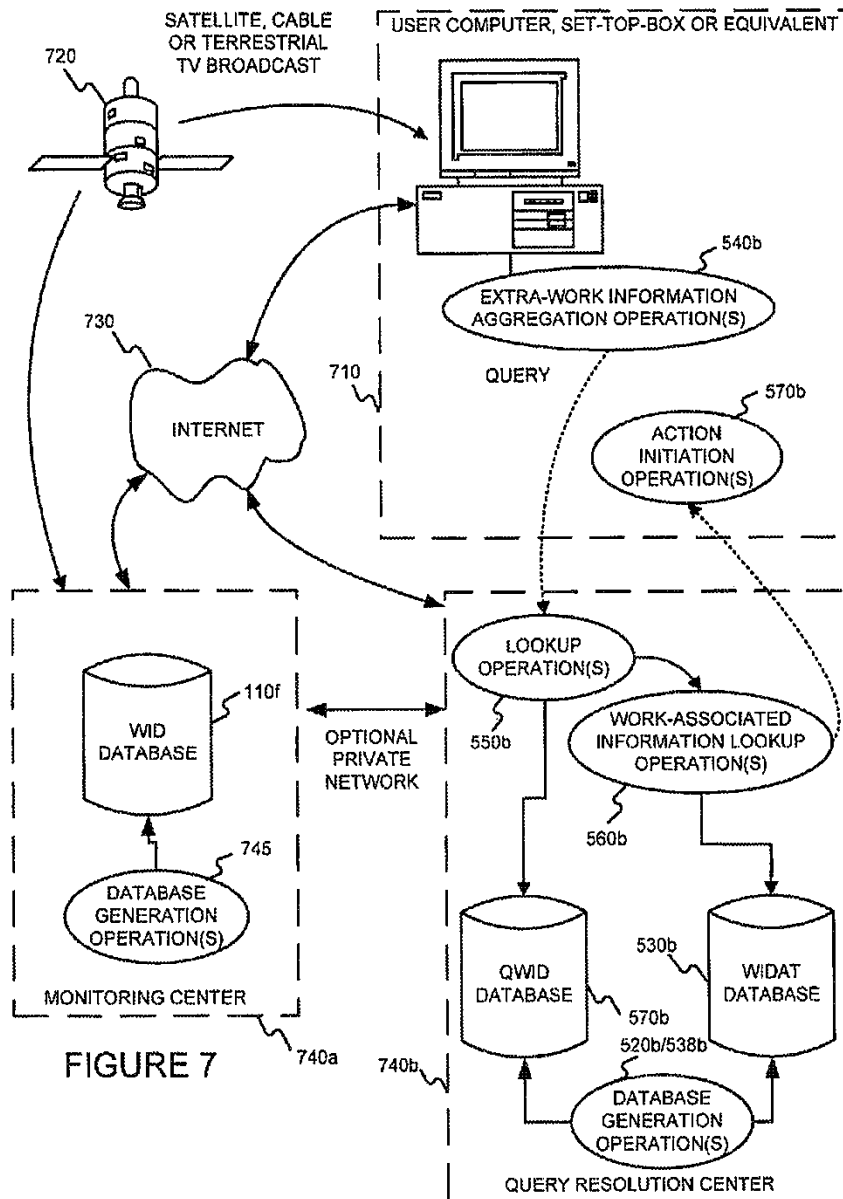 SATELLITE, CABLE
OR TERRESTRIAL
TV BROADCAST
720
USER COMPUTER, SET-TOP-BOX OR EQUIVALENT
540b
EXTRA-WORK INFORMATION
AGGREGATION OPERATION(S)
730
INTERNET
710
QUERY
570b
ACTION
INITIATION
OPERATION(S)
WID
DATABASE
110f
745
DATABASE
GENERATION
OPERATION(S)
MONITORING CENTER
740a
OPTIONAL
PRIVATE
NETWORK
LOOKUP
OPERATION(S)
550b
WORK-ASSOCIATED
INFORMATION LOOKUP
OPERATION(S)
560b
QWID
DATABASE
570b
530b
WIDAT
DATABASE
520b/538b
DATABASE
GENERATION
OPERATION(S)
740b
QUERY RESOLUTION CENTER
FIGURE 7